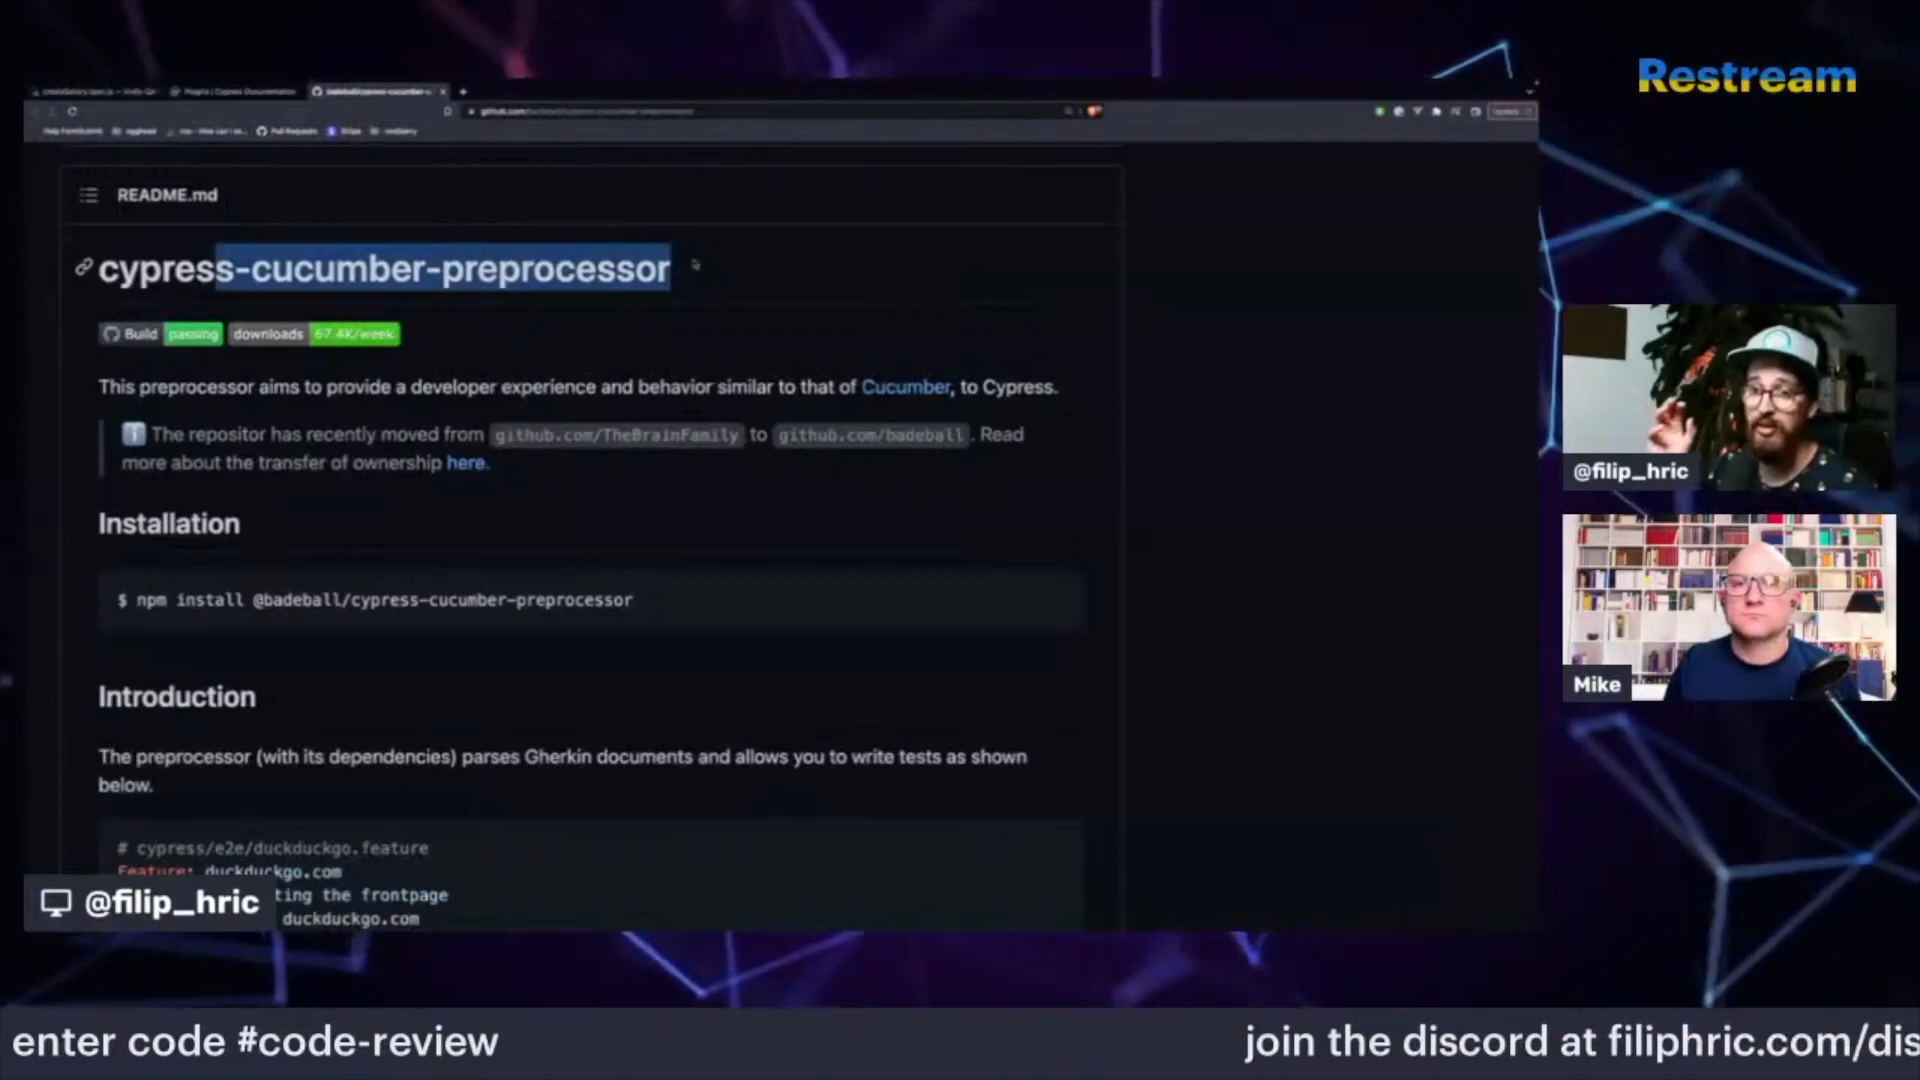 Restream
README.md
cypress-cucumber-preprocessor
Build passing downloads 67.4K/week
This preprocessor aims to provide a developer experience and behavior similar to that of Cucumber, to Cypress.
The repositor has recently moved from github.com/TheBrainFamily to github.com/badeball. Read
more about the transfer of ownership here.
Installation
$ npm install @badeball/cypress-cucumber-preprocessor
Introduction
The preprocessor (with its dependencies) parses Gherkin documents and allows you to write tests as shown
below.
# cypress/e2e/duckduckgo.feature
Feature: duckduckgo.com
ting the frontpage
duckduckgo.com
@filip_hric
@filip_hric
Mike
enter code #code-review
join the discord at filiphric.com/dis